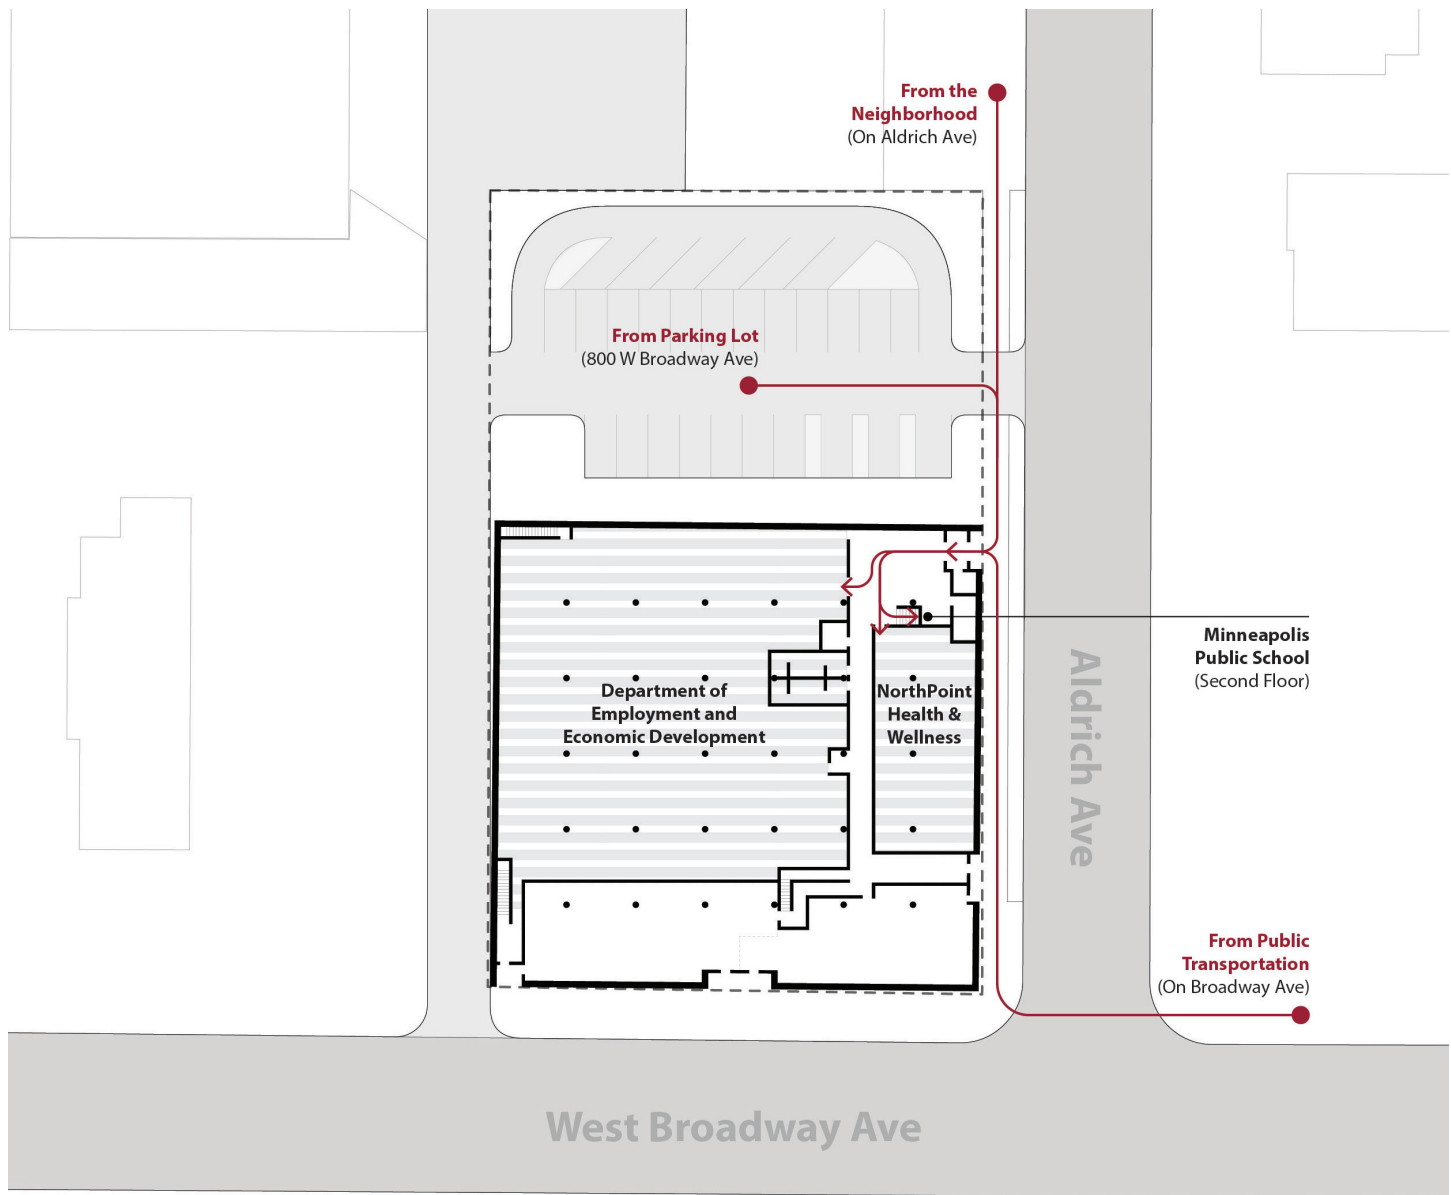 From the
Neighborhood
(On Aldrich Ave)
From Parking Lot
(800 W Broadway Ave)
Minneapolis
Public School
(Second Floor)
Department of
Employment and
Economic Development
NorthPoint
Health &
Wellness
Aldrich Ave
From Public
Transportation
(On Broadway Ave)
West Broadway Ave